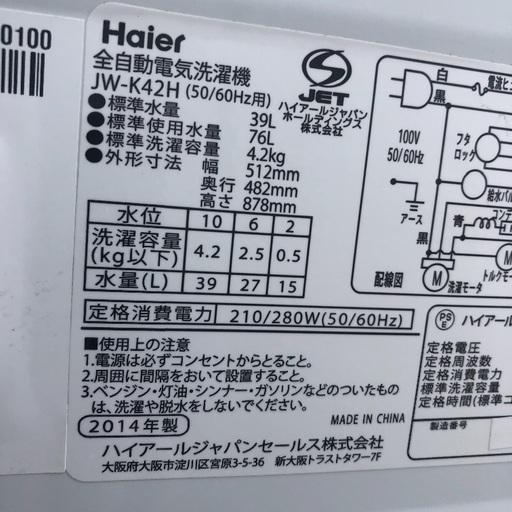 0100
Haier
全自動電気洗濯機
JW-K42H (50/60Hz用)
●標準水量 39L
●標準使用水量 76L
●標準洗濯容量 4.2kg
●外形寸法 幅 512mm
奥行 482mm
高さ 878mm
JET
ハイアールジャパン
ホールディングス
株式会社
水位 10 6 2
洗濯容量(kg以下) 4.2 2.5 0.5
水量(L) 39 27 15
定格消費電力 210/280W(50/60Hz)
■使用上の注意
1.電源は必ずコンセントからとること。
2.周囲に間隔をおいて設置すること。
3.ベンジン・灯油・シンナー・ガソリンなどのついたもの
は、洗濯や脱水をしないでください。
2014年製
MADE IN CHINA
ハイアールジャパンセールス株式会社
大阪府大阪市淀川区宮原3-5-36 新大阪トラストタワー7F
白
黒
電流ヒュ
100V
50/60Hz
フタ
ロック
給水バル
アース
青
コンデ
黒
配線図
M
洗濯モータ
M
トルクモー
PS
E
ハイアール
定格電圧
定格周波数
定格消費電力
標準洗濯容量
定格時間(標準コ
製造番号